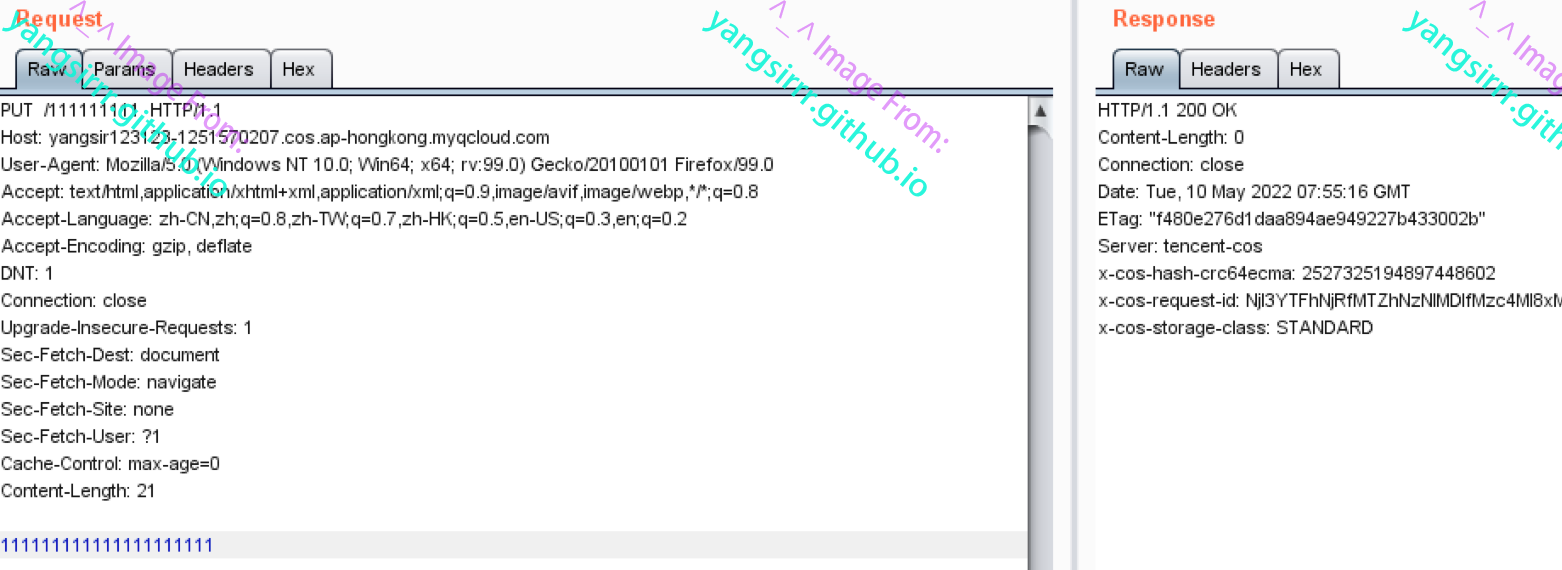 Request
Raw Params Headers Hex
PUT /111111111 HTTP/1.1
Host: yangsir123123-1251570207.cos.ap-hongkong.myqcloud.com
User-Agent: Mozilla/5.0 (Windows NT 10.0; Win64; x64; rv:99.0) Gecko/20100101 Firefox/99.0
Accept: text/html,application/xhtml+xml,application/xml;q=0.9,image/avif,image/webp,*/*;q=0.8
Accept-Language: zh-CN,zh;q=0.8,zh-TW;q=0.7,zh-HK;q=0.5,en-US;q=0.3,en;q=0.2
Accept-Encoding: gzip, deflate
DNT: 1
Connection: close
Upgrade-Insecure-Requests: 1
Sec-Fetch-Dest: document
Sec-Fetch-Mode: navigate
Sec-Fetch-Site: none
Sec-Fetch-User: ?1
Cache-Control: max-age=0
Content-Length: 21
111111111111111111111
Response
Raw Headers Hex
HTTP/1.1 200 OK
Content-Length: 0
Connection: close
Date: Tue, 10 May 2022 07:55:16 GMT
ETag: "f480e276d1daa894ae949227b433002b"
Server: tencent-cos
x-cos-hash-crc64ecma: 2527325194897448602
x-cos-request-id:
x-cos-storage-class: STANDARD
^_^ Image From:
yangsirrr.github.io
^_^ Image From:
yangsirrr.github.io